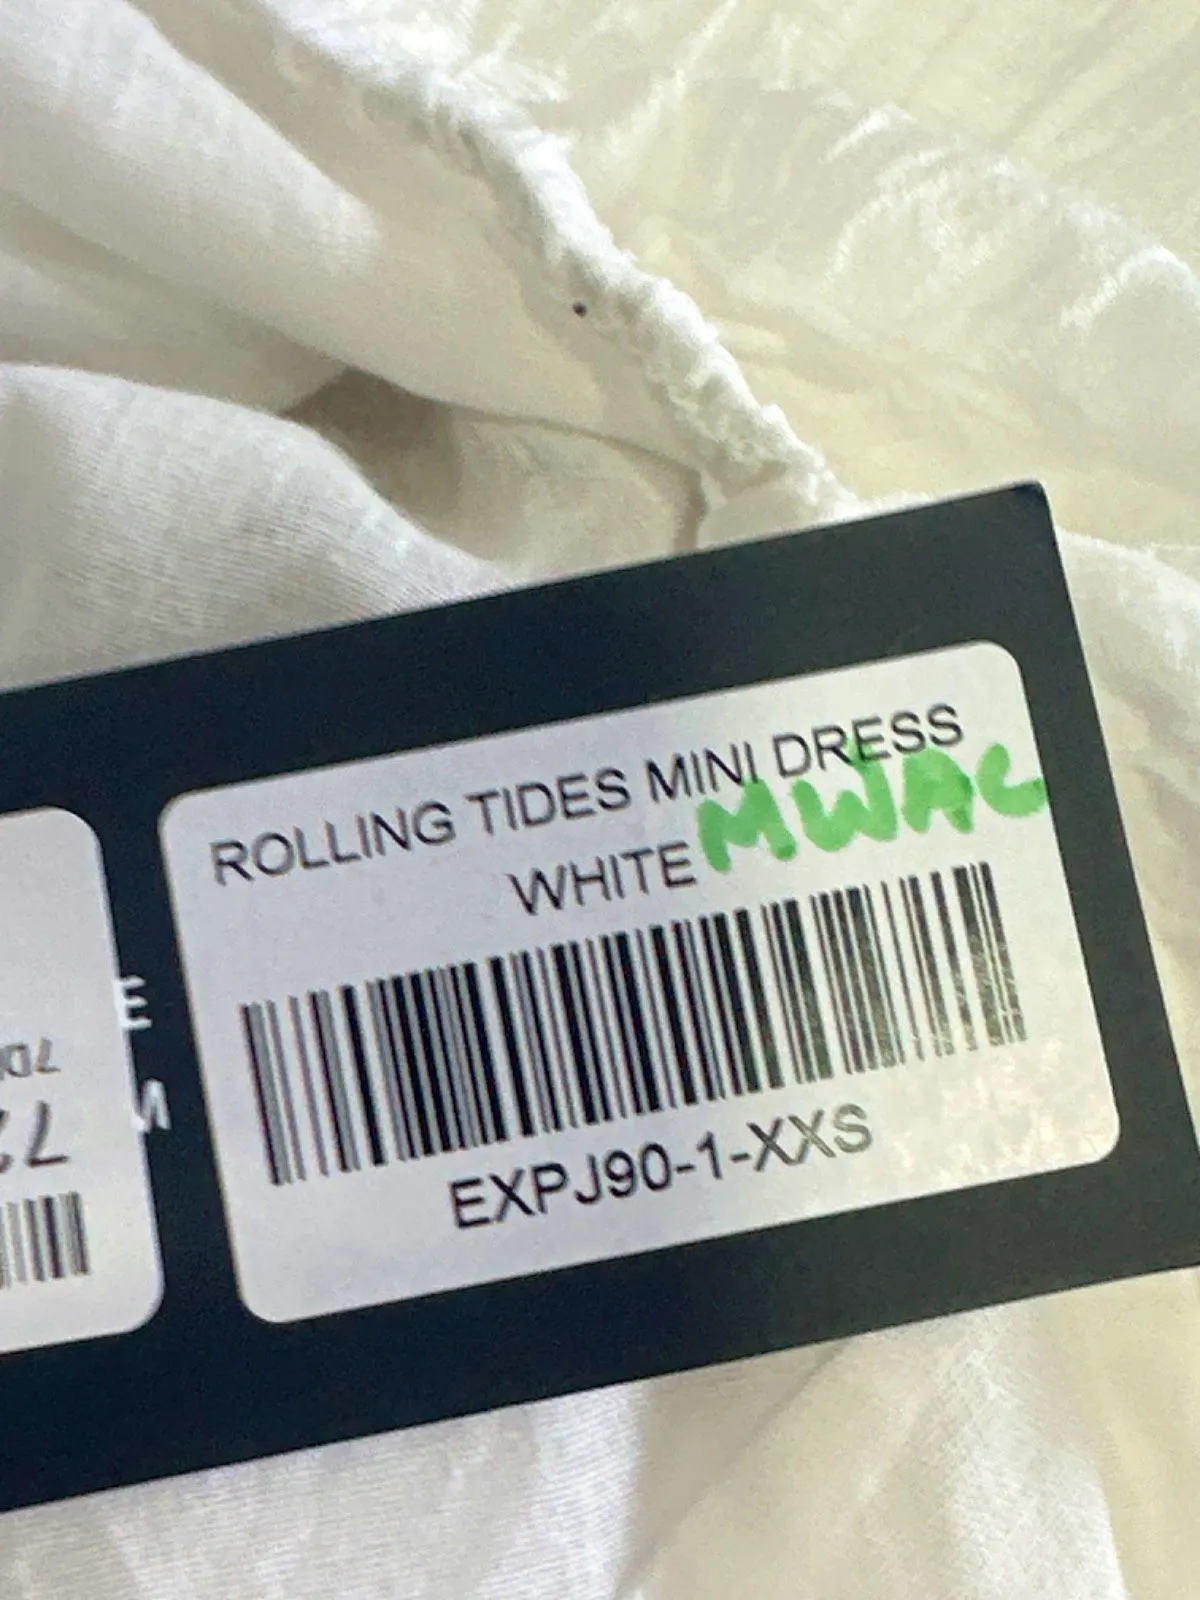 ROLLING TIDES MINI DRESS
WHITE
MWAC
EXPJ90-1-XXS